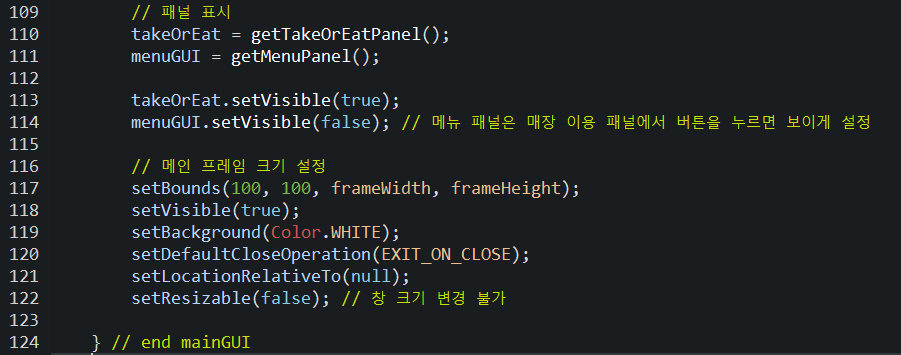 109 // 패널 표시
110 takeOrEat = getTakeOrEatPanel();
111 menuGUI = getMenuPanel();
112
113 takeOrEat.setVisible(true);
114 menuGUI.setVisible(false); // 메뉴 패널은 매장 이용 패널에서 버튼을 누르면 보이게 설정
115
116 // 메인 프레임 크기 설정
117 setBounds(100, 100, frameWidth, frameHeight);
118 setVisible(true);
119 setBackground(Color.WHITE);
120 setDefaultCloseOperation(EXIT_ON_CLOSE);
121 setLocationRelativeTo(null);
122 setResizable(false); // 창 크기 변경 불가
123
124 } // end mainGUI